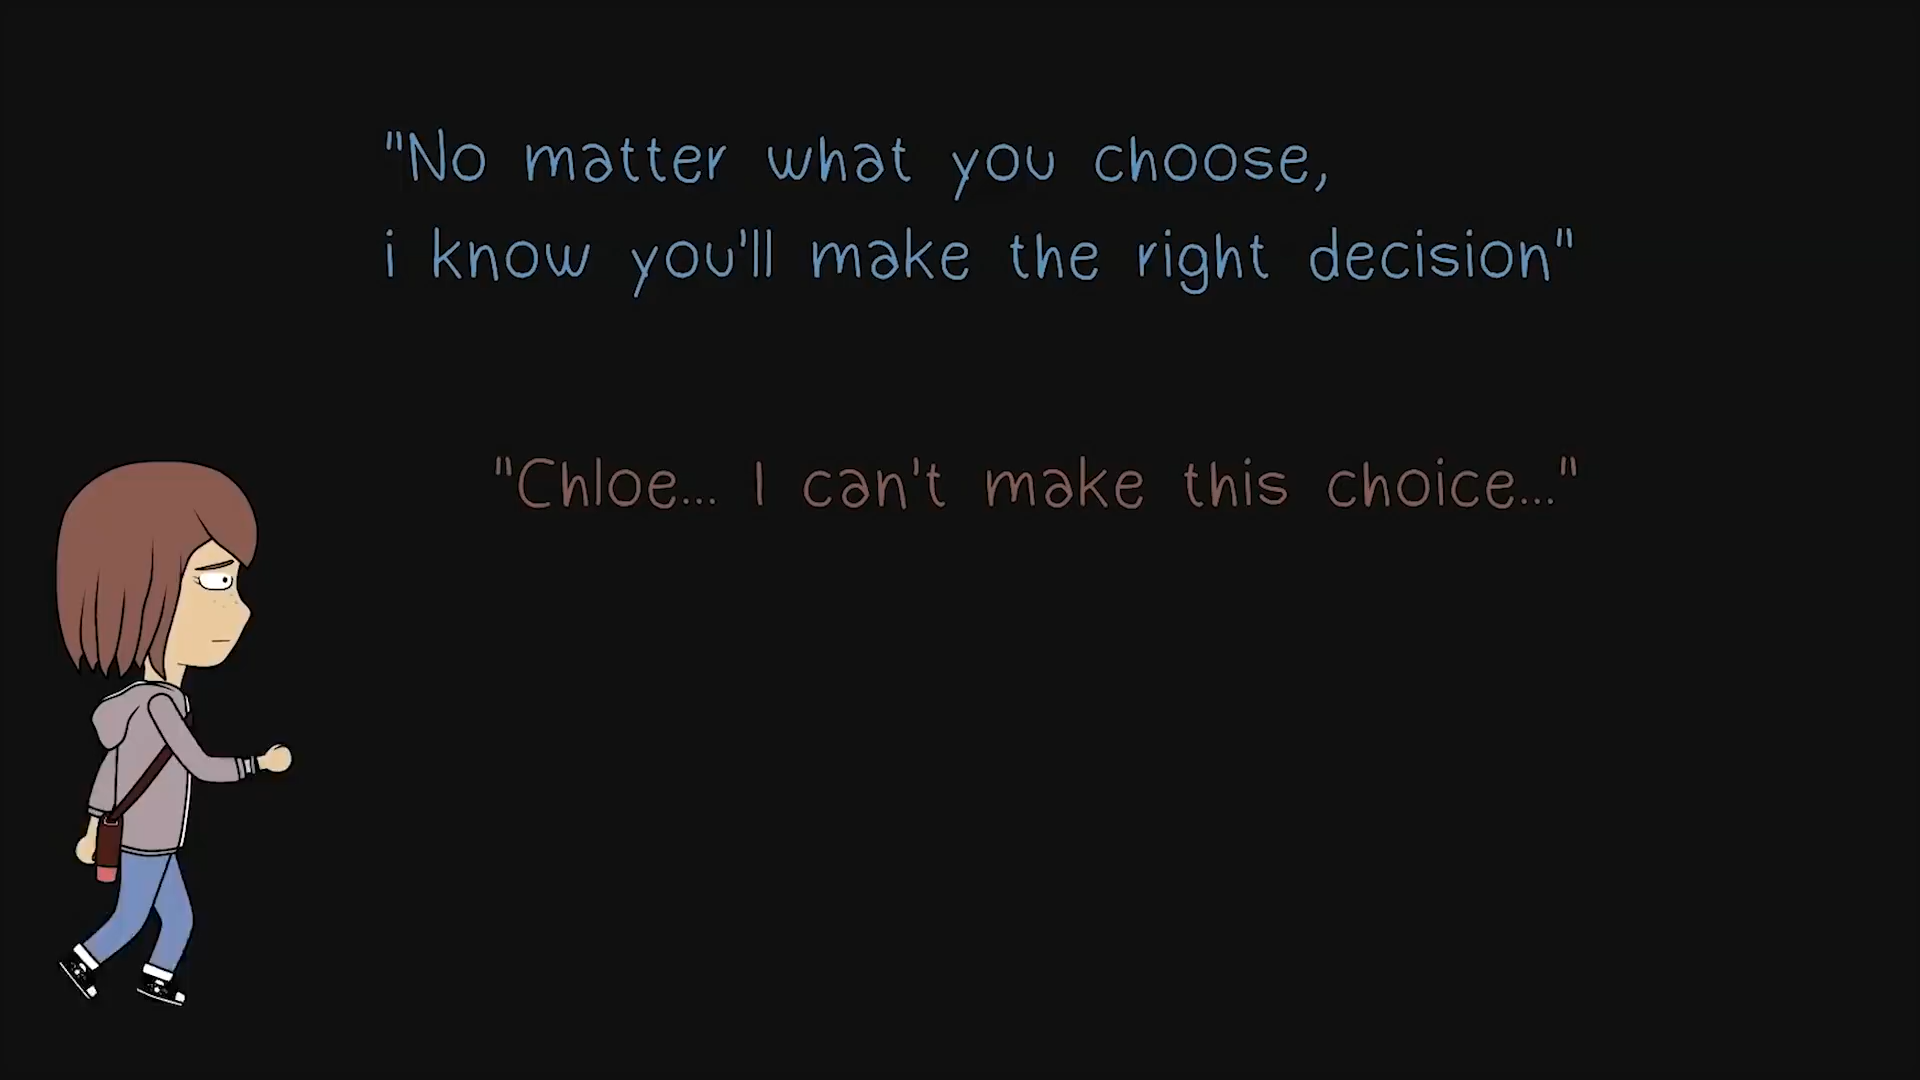 "No matter what you choose,
i know you'll make the right decision"
"Chloe... I can't make this choice..."